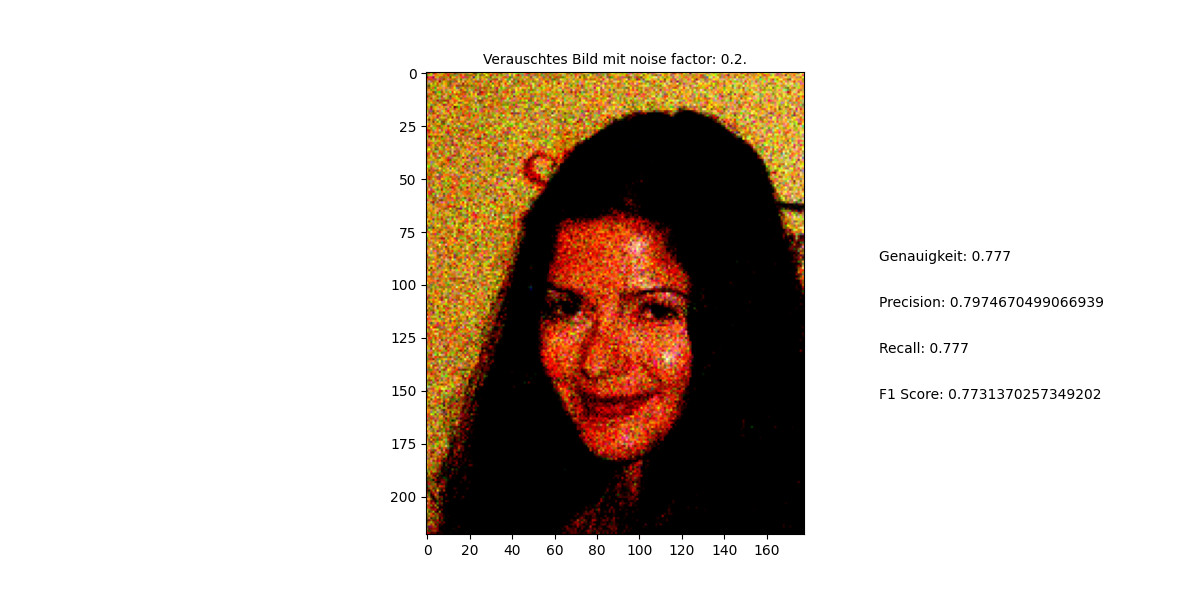 Verauschtes Bild mit noise factor: 0.2.
0
25
50
75
100
125
150
175
200
0 20 40 60 80 100 120 140 160
Genauigkeit: 0.777
Precision: 0.7974670499066939
Recall: 0.777
F1 Score: 0.7731370257349202